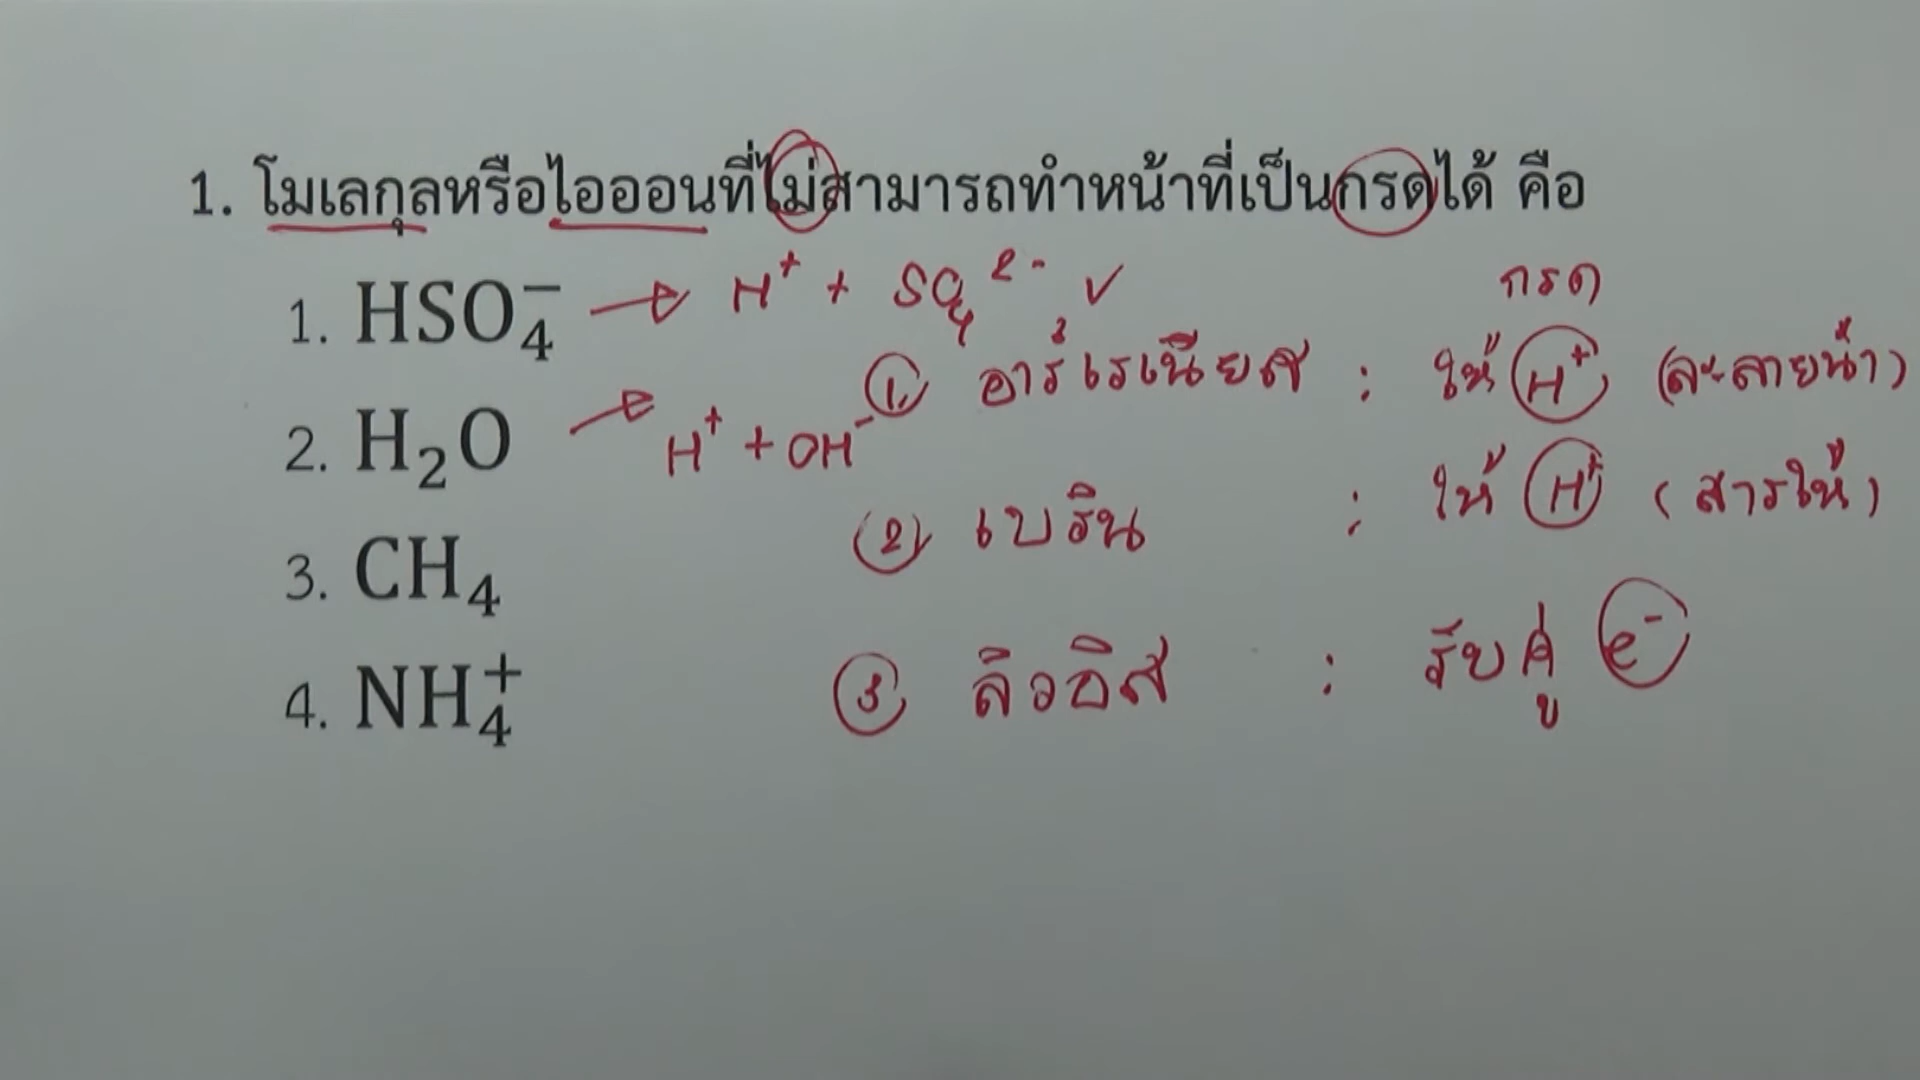 1. โมเลกุลหรือไอออนที่ไม่สามารถทำหน้าที่เป็นกรดได้ คือ
1. HSO₄⁻ → H⁺ + SO₄²⁻ ✓
กรด
① อาร์เรเนียส : ให้ H⁺ (ละลายน้ำ)
2. H₂O → H⁺ + OH⁻
(2) เบริน : ให้ H⁺ (สารให้)
3. CH₄
③ ลิวอิส : รับคู่ e⁻
4. NH₄⁺